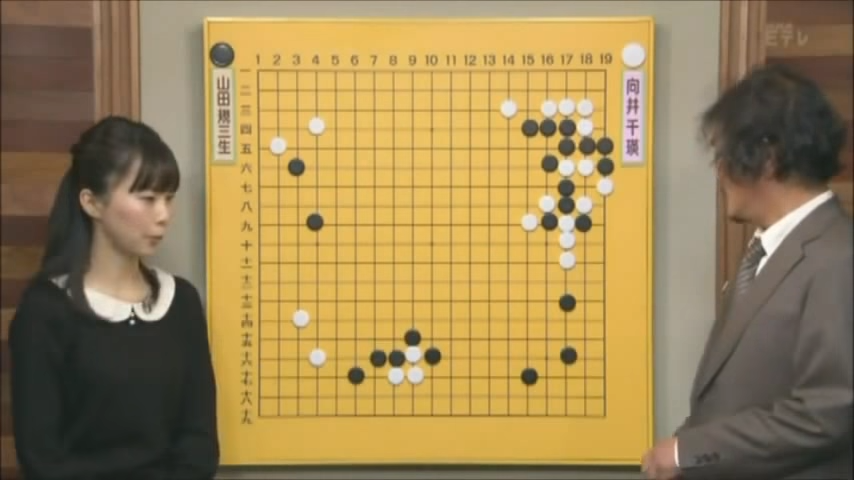 NHK Eテレ
1 2 3 4 5 6 7 8 9 10 11 12 13 14 15 16 17 18 19
山田規三生
向井千瑛
一
二
三
四
五
六
七
八
九
十
十一
十二
十三
十四
十五
十六
十七
十八
十九